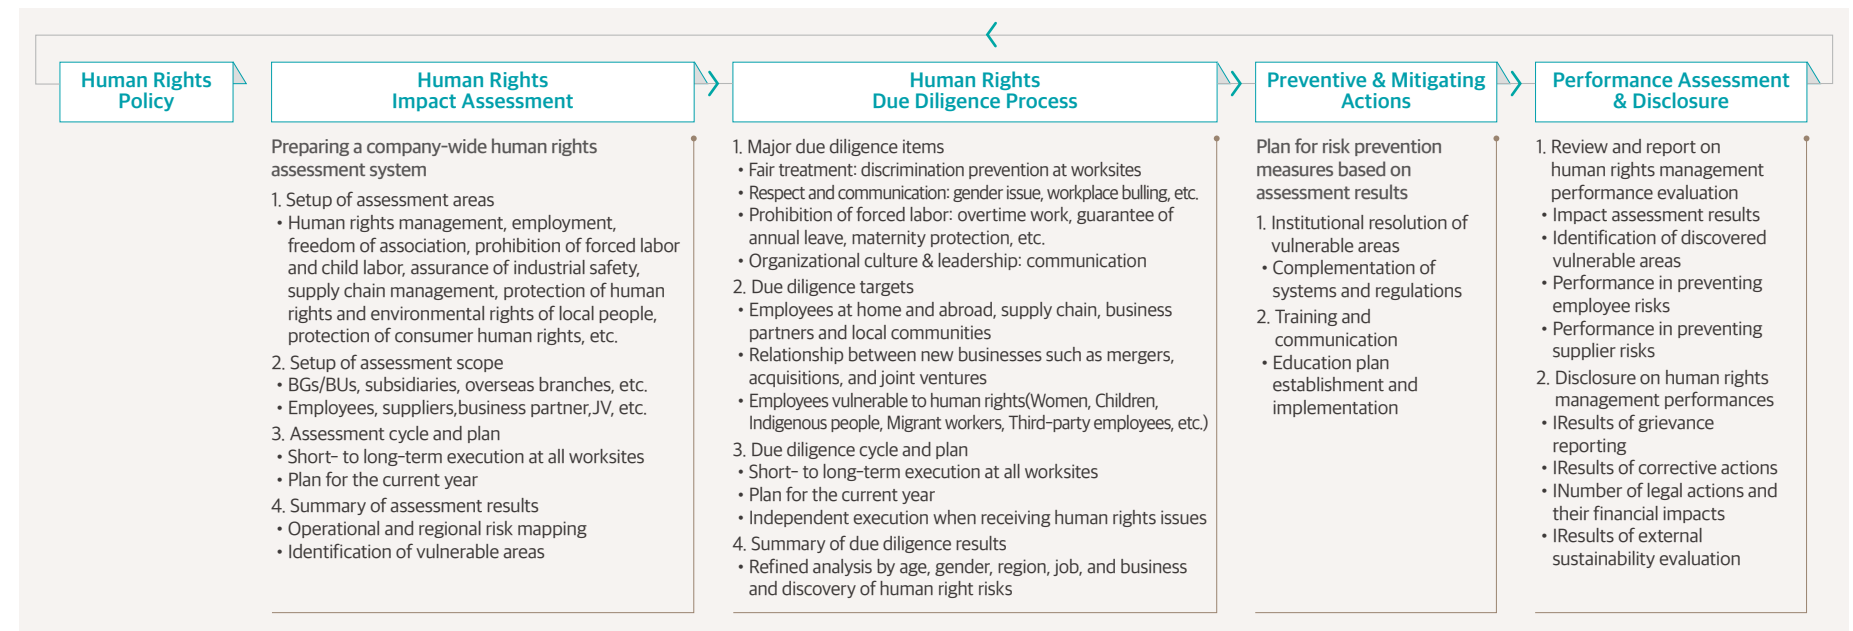 Human Rights
Policy
Human Rights
Impact Assessment
Preparing a company-wide human rights
assessment system
1. Setup of assessment areas
• Human rights management, employment,
freedom of association, prohibition of forced labor
and child labor, assurance of industrial safety,
supply chain management, protection of human
rights and environmental rights of local people,
protection of consumer human rights, etc.
2. Setup of assessment scope
• BGs/BUs, subsidiaries, overseas branches, etc.
• Employees, suppliers,business partner,JV, etc.
3. Assessment cycle and plan
• Short- to long-term execution at all worksites
• Plan for the current year
4. Summary of assessment results
• Operational and regional risk mapping
• Identification of vulnerable areas
Human Rights
Due Diligence Process
1. Major due diligence items
• Fair treatment: discrimination prevention at worksites
• Respect and communication: gender issue, workplace bulling, etc.
• Prohibition of forced labor: overtime work, guarantee of
annual leave, maternity protection, etc.
• Organizational culture & leadership: communication
2. Due diligence targets
• Employees at home and abroad, supply chain, business
partners and local communities
• Relationship between new businesses such as mergers,
acquisitions, and joint ventures
• Employees vulnerable to human rights(Women, Children,
Indigenous people, Migrant workers, Third-party employees, etc.)
3. Due diligence cycle and plan
• Short- to long-term execution at all worksites
• Plan for the current year
• Independent execution when receiving human rights issues
4. Summary of due diligence results
• Refined analysis by age, gender, region, job, and business
and discovery of human right risks
Preventive & Mitigating
Actions
Plan for risk prevention
measures based on
assessment results
1. Institutional resolution of
vulnerable areas
• Complementation of
systems and regulations
2. Training and
communication
• Education plan
establishment and
implementation
Performance Assessment
& Disclosure
1. Review and report on
human rights management
performance evaluation
• Impact assessment results
• Identification of discovered
vulnerable areas
• Performance in preventing
employee risks
• Performance in preventing
supplier risks
2. Disclosure on human rights
management performances
• IResults of grievance
reporting
• IResults of corrective actions
• INumber of legal actions and
their financial impacts
• IResults of external
sustainability evaluation